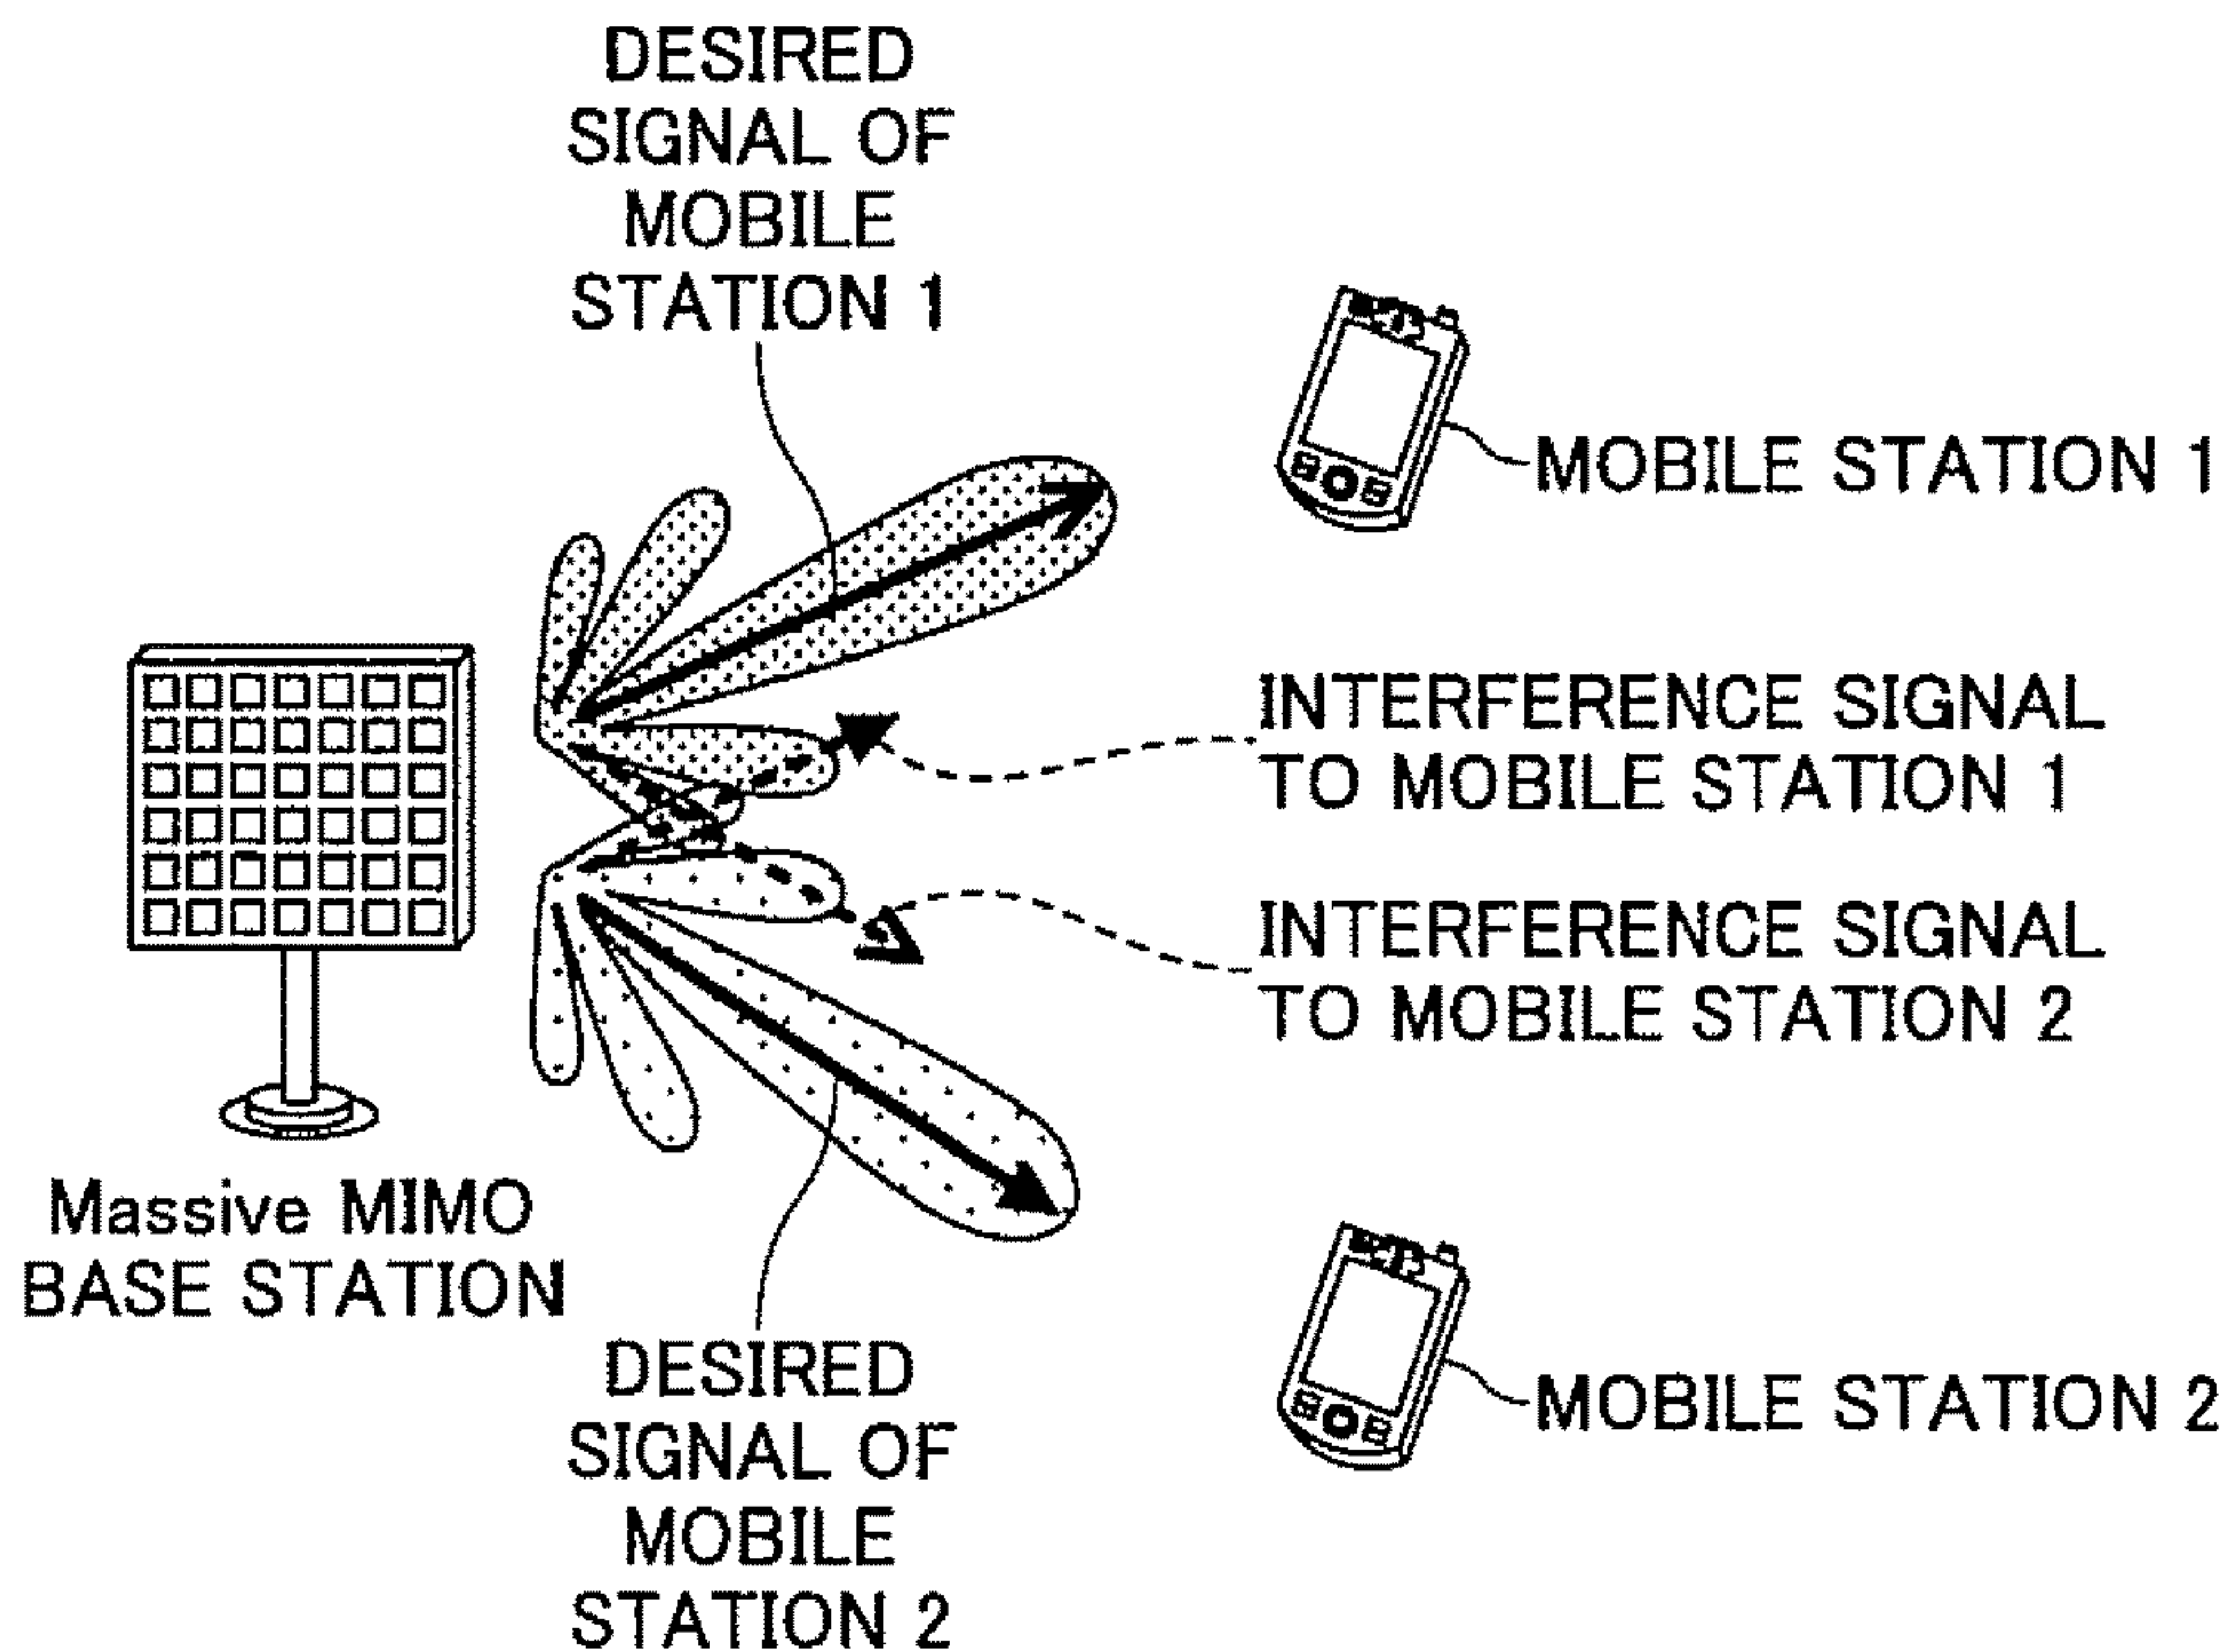 DESIRED
SIGNAL OF
MOBILE
STATION 1
MOBILE STATION 1
INTERFERENCE SIGNAL
TO MOBILE STATION 1
INTERFERENCE SIGNAL
TO MOBILE STATION 2
Massive MIMO
BASE STATION
DESIRED
SIGNAL OF
MOBILE
STATION 2
MOBILE STATION 2